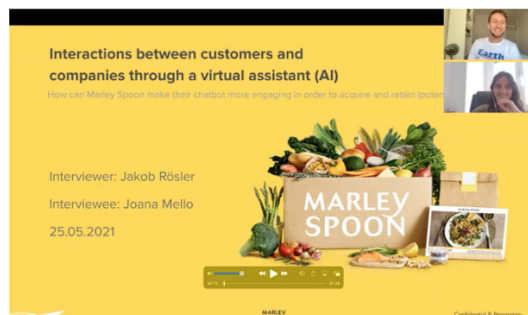 Interactions between customers and
companies through a virtual assistant (AI)
How can Marley Spoon make their chatbot more engaging in order to acquire and retain (poten
Interviewer: Jakob Rösler
Interviewee: Joana Mello
25.05.2021
MARLEY
SPOON
Earth
MARLEY
Confidential & Proprietary